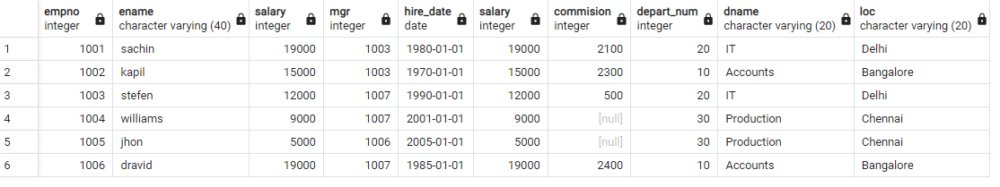 empno ename salary mgr hire_date salary commision depart_num dname loc
integer character varying (40) integer integer date integer integer integer character varying (20) character varying (20)
1 1001 sachin 19000 1003 1980-01-01 19000 2100 20 IT Delhi
2 1002 kapil 15000 1003 1970-01-01 15000 2300 10 Accounts Bangalore
3 1003 stefen 12000 1007 1990-01-01 12000 500 20 IT Delhi
4 1004 williams 9000 1007 2001-01-01 9000 [null] 30 Production Chennai
5 1005 jhon 5000 1006 2005-01-01 5000 [null] 30 Production Chennai
6 1006 dravid 19000 1007 1985-01-01 19000 2400 10 Accounts Bangalore